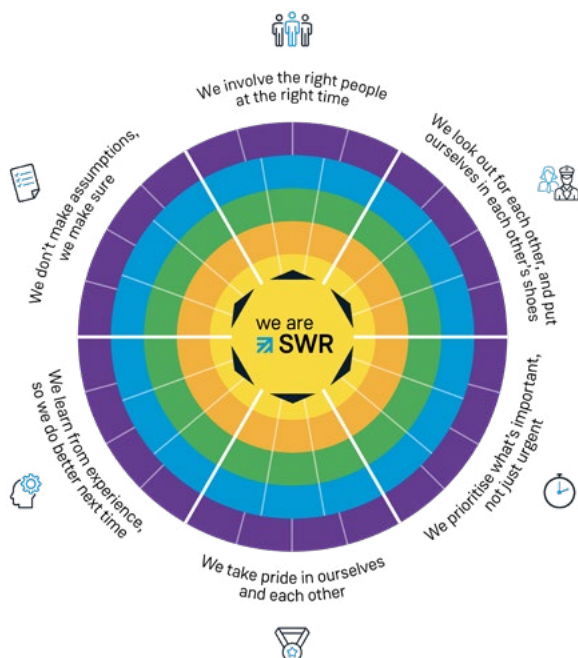 We involve the right people
at the right time
We look out for each other, and put
ourselves in each other's shoes
We prioritise what's important,
not just urgent
We take pride in ourselves
and each other
We learn from experience,
so we do better next time
We don't make assumptions,
we make sure
we are
SWR